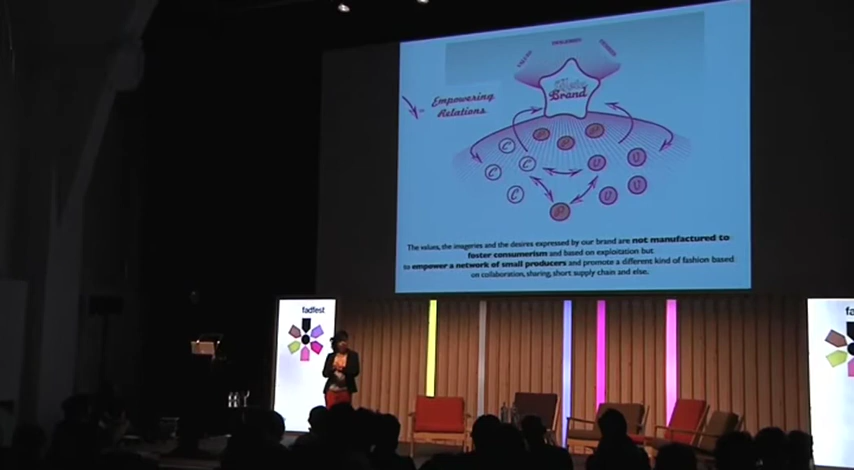 Brand
Empowering
Relations
C
C
C
C
C
P
P
P
P
U
U
U
U
U
The values, the imageries and the desires expressed by our brand are not manufactured to
foster consumerism and based on exploitation but
to empower a network of small producers and promote a different kind of fashion based
on collaboration, sharing, short supply chain and else.
fadfest
fa